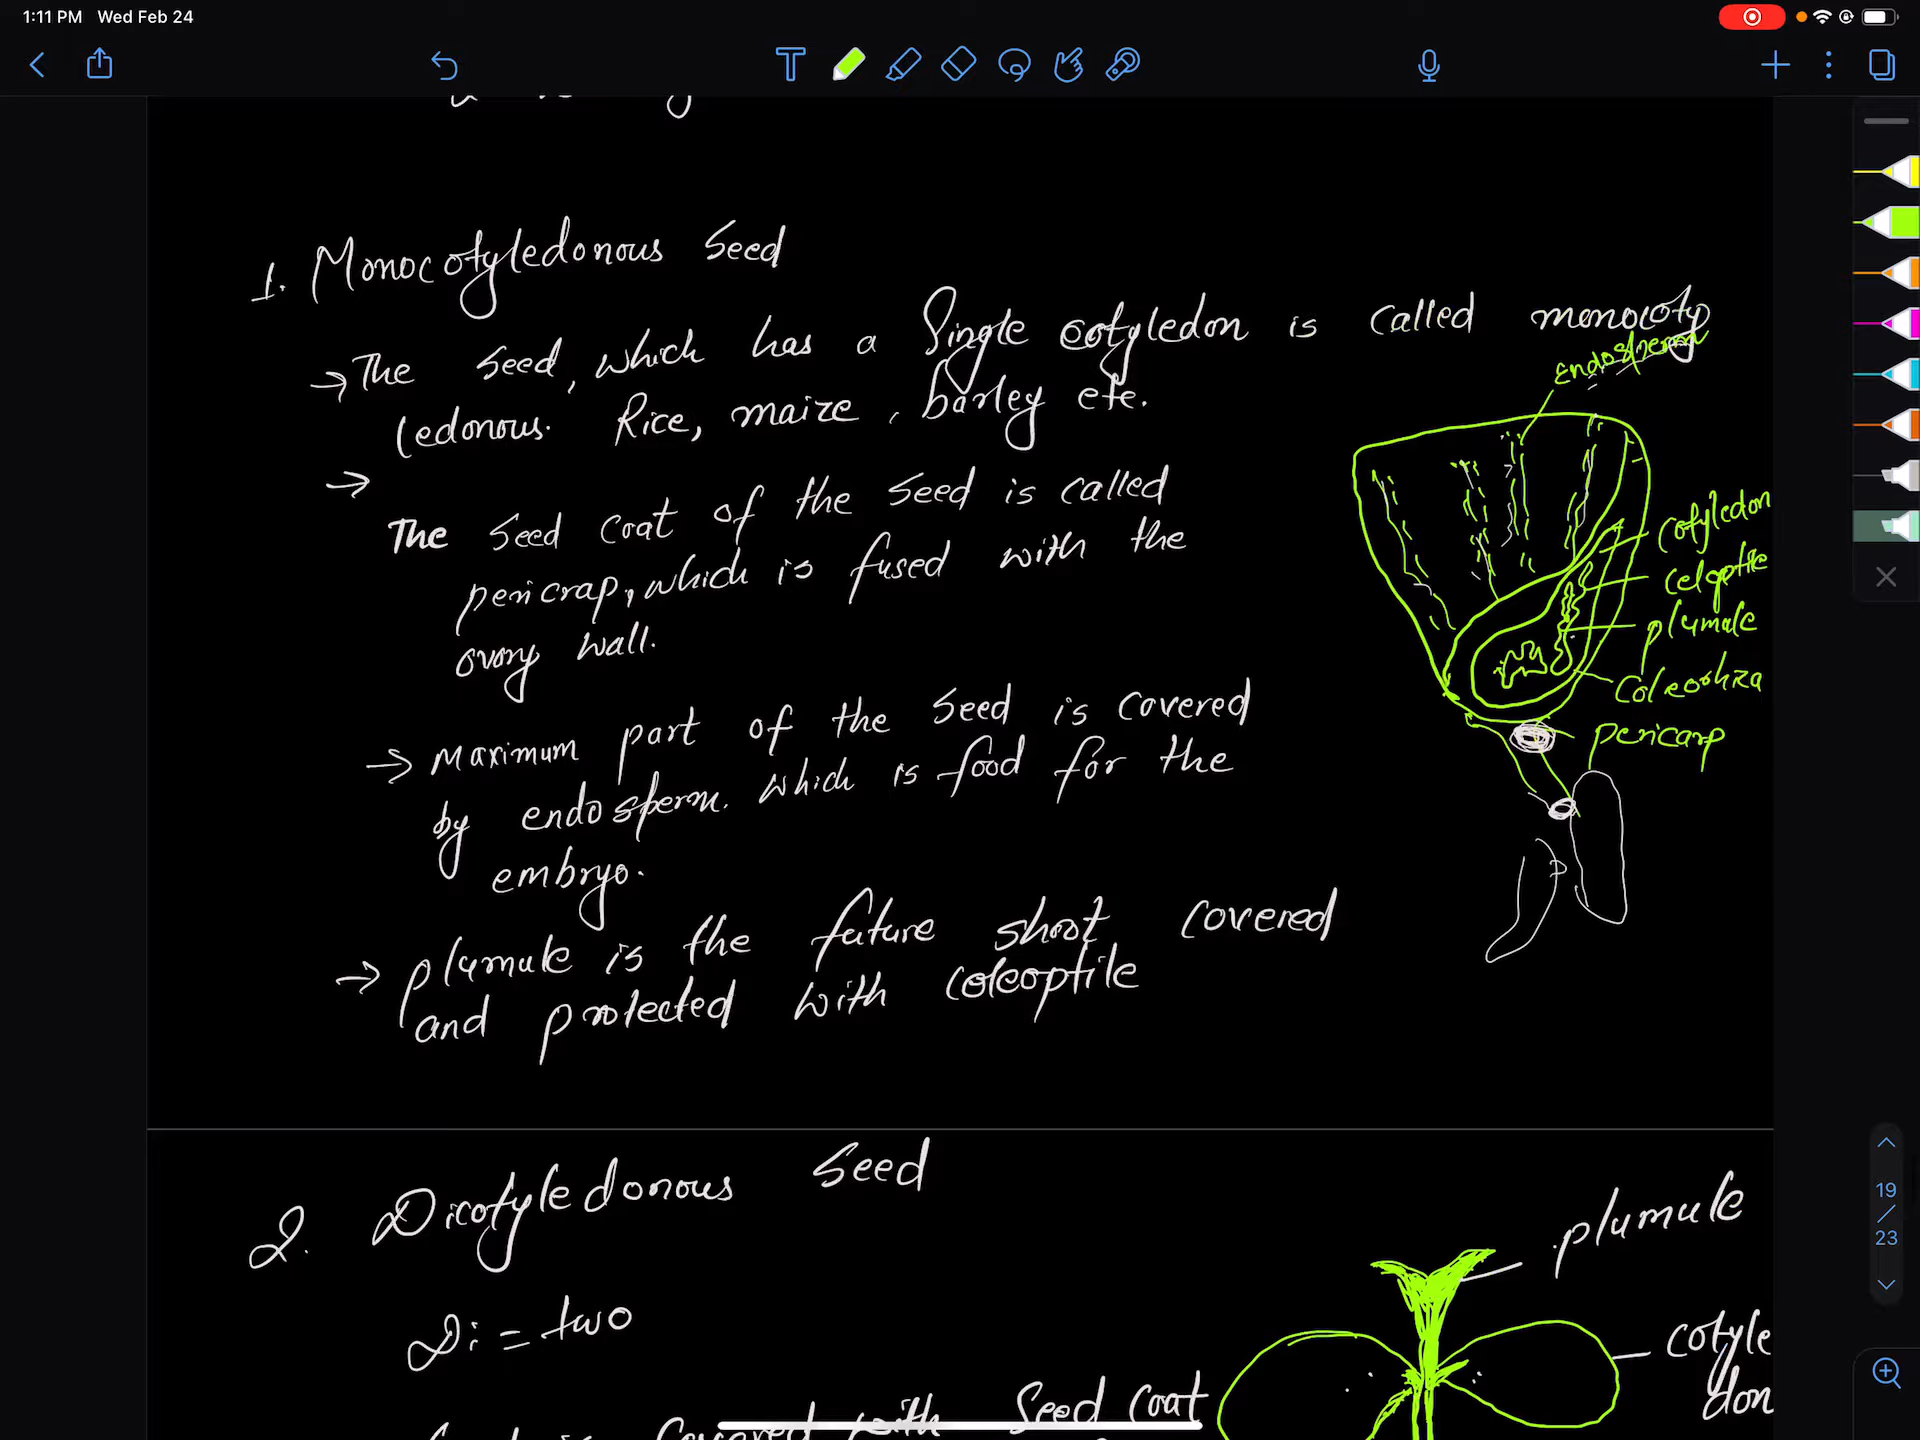 1:11 PM Wed Feb 24
1. Monocotyledonous Seed
→ The Seed, which has a Single cotyledon is called monocoty
ledonous. Rice, maize, barley etc.
→
The Seed coat of the Seed is called
pericrap, which is fused with the
ovary wall.
→ Maximum part of the Seed is covered
by endosperm. which is food for the
embryo.
→ plumule is the future shoot covered
and protected with coleoptile
Endosperm
cotyledon
celoptile
plumule
Coleorhiza
pericarp
2. Dicotyledonous Seed
Di = two
covered with Seed coat
plumule
cotyle
don
19
/
23